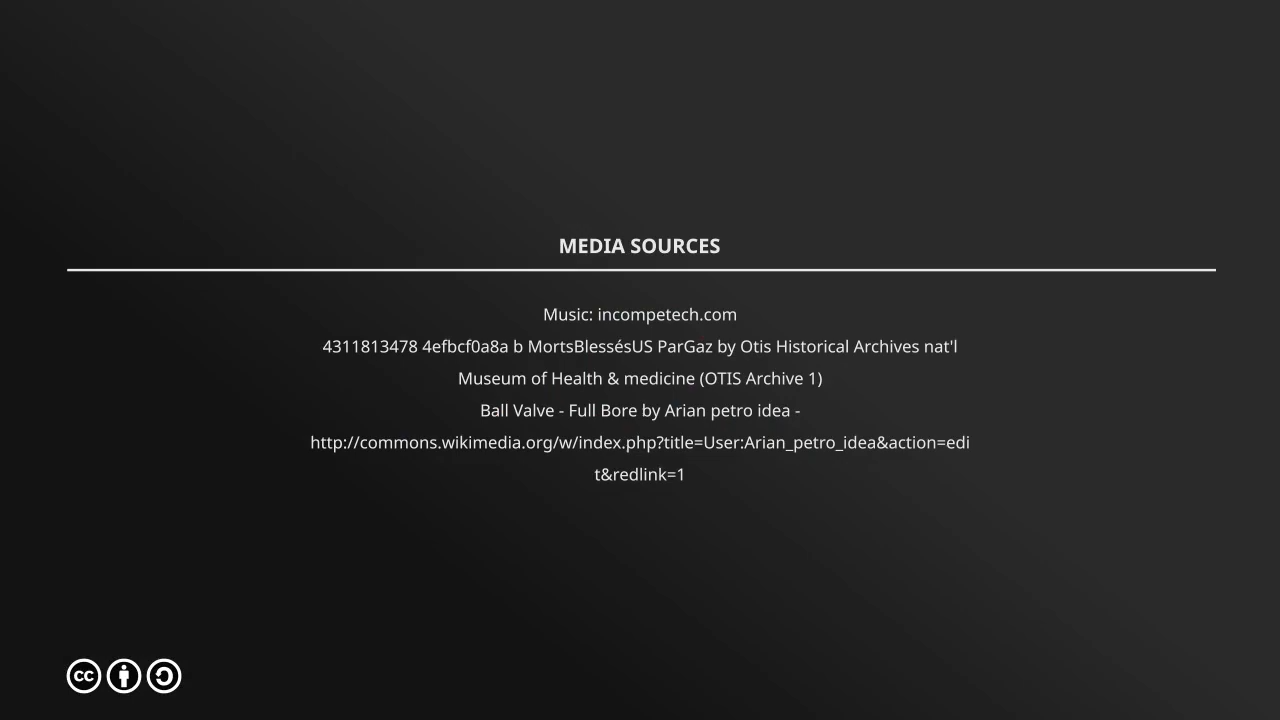 MEDIA SOURCES
Music: incompetech.com
4311813478 4efbcf0a8a b MortsBlessésUS ParGaz by Otis Historical Archives nat'l
Museum of Health & medicine (OTIS Archive 1)
Ball Valve - Full Bore by Arian petro idea -
http://commons.wikimedia.org/w/index.php?title=User:Arian_petro_idea&action=edi
t&redlink=1
cc